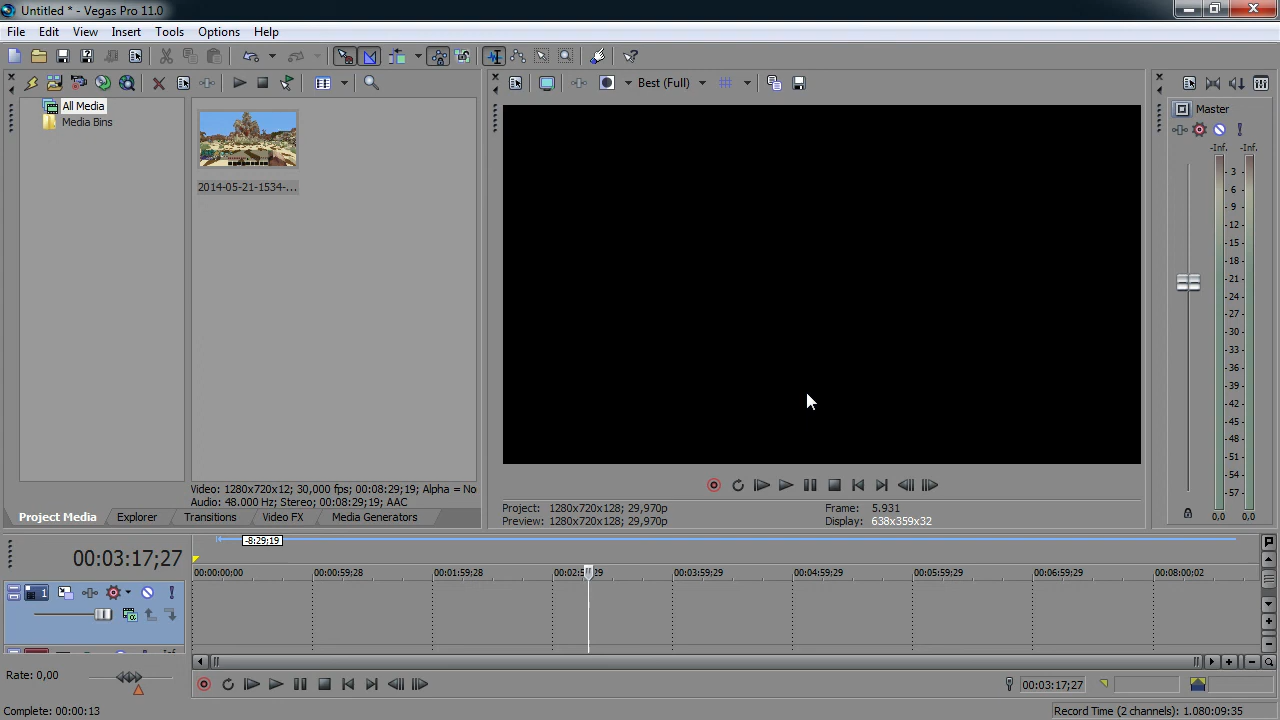 Untitled * - Vegas Pro 11.0
File Edit View Insert Tools Options Help
Best (Full)
All Media
Media Bins
2014-05-21-1534-...
Master
-Inf. -Inf.
3
6
9
12
15
18
21
24
27
30
33
36
39
42
45
48
51
54
57
0,0 0,0
Video: 1280x720x12; 30,000 fps; 00:08:29;19; Alpha = No
Audio: 48.000 Hz; Stereo; 00:08:29;19; AAC
Project Media Explorer Transitions Video FX Media Generators
Project: 1280x720x128; 29,970p
Preview: 1280x720x128; 29,970p
Frame: 5.931
Display: 638x359x32
-8:29;19
00:03:17;27
00:00:00;00 00:00:59;28 00:01:59;28 00:02:59;29 00:03:59;29 00:04:59;29 00:05:59;29 00:06:59;29 00:08:00;02
1
Rate: 0,00
00:03:17;27
Complete: 00:00:13
Record Time (2 channels): 1.080:09:35